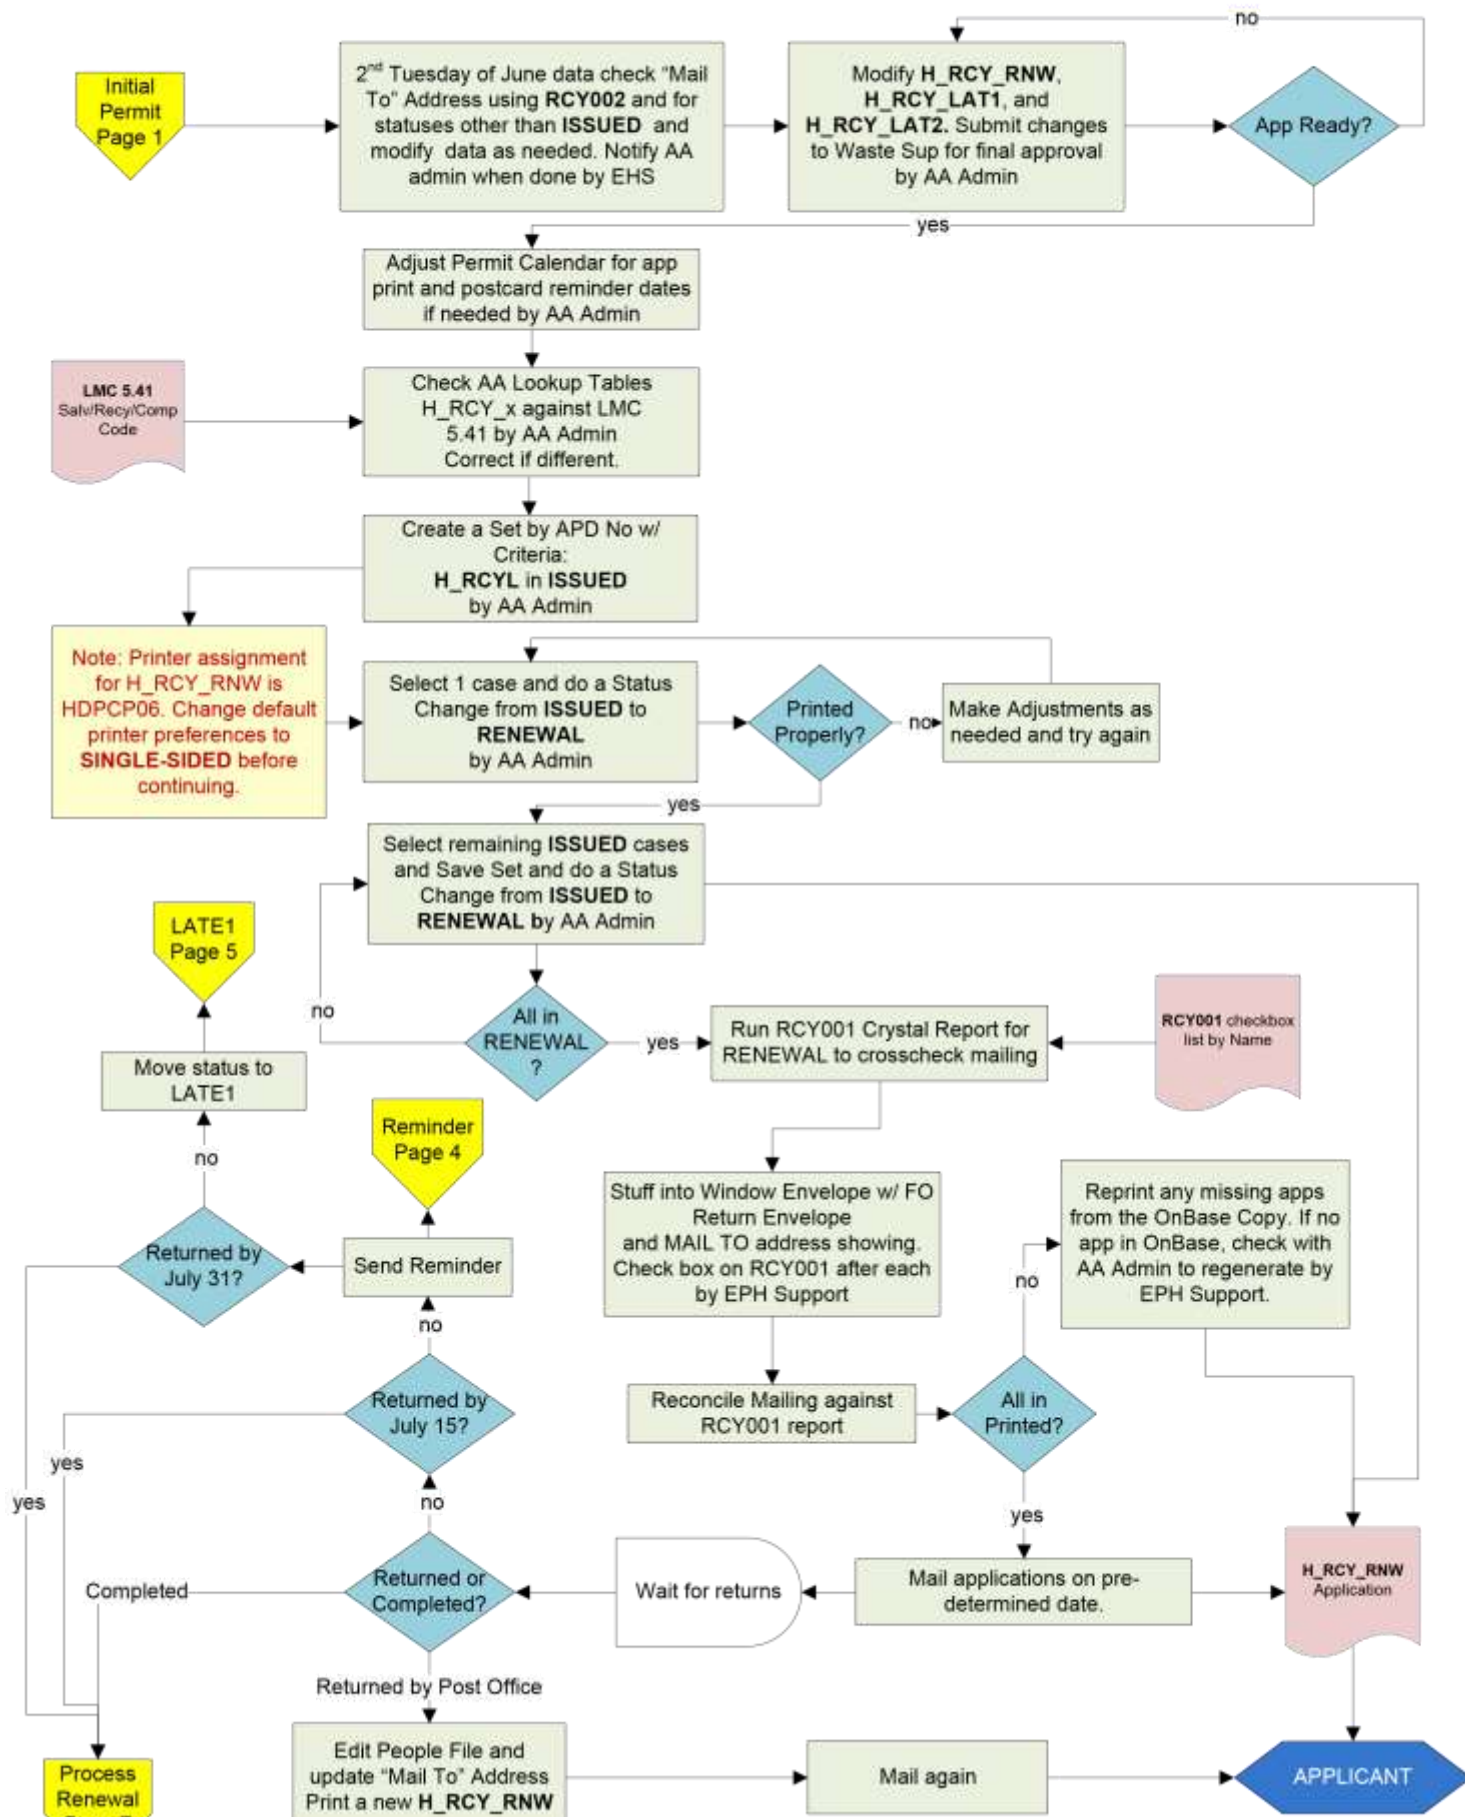 no
Initial
Permit
Page 1
2nd Tuesday of June data check “Mail
To” Address using RCY002 and for
statuses other than ISSUED and
modify data as needed. Notify AA
admin when done by EHS
Modify H_RCY_RNW,
H_RCY_LAT1, and
H_RCY_LAT2. Submit changes
to Waste Sup for final approval
by AA Admin
App Ready?
yes
Adjust Permit Calendar for app
print and postcard reminder dates
if needed by AA Admin
LMC 5.41
Salv/Recy/Comp
Code
Check AA Lookup Tables
H_RCY_x against LMC
5.41 by AA Admin
Correct if different.
Create a Set by APD No w/
Criteria:
H_RCYL in ISSUED
by AA Admin
Note: Printer assignment
for H_RCY_RNW is
HDPCP06. Change default
printer preferences to
SINGLE-SIDED before
continuing.
Select 1 case and do a Status
Change from ISSUED to
RENEWAL
by AA Admin
Printed
Properly?
no
Make Adjustments as
needed and try again
yes
Select remaining ISSUED cases
and Save Set and do a Status
Change from ISSUED to
RENEWAL by AA Admin
LATE1
Page 5
no
All in
RENEWAL
?
yes
Run RCY001 Crystal Report for
RENEWAL to crosscheck mailing
RCY001 checkbox
list by Name
Move status to
LATE1
no
Reminder
Page 4
Stuff into Window Envelope w/ FO
Return Envelope
and MAIL TO address showing.
Check box on RCY001 after each
by EPH Support
Reprint any missing apps
from the OnBase Copy. If no
app in OnBase, check with
AA Admin to regenerate by
EPH Support.
Returned by
July 31?
Send Reminder
no
no
Returned by
July 15?
Reconcile Mailing against
RCY001 report
All in
Printed?
yes
yes
no
yes
Completed
Returned or
Completed?
Wait for returns
Mail applications on pre-
determined date.
H_RCY_RNW
Application
Returned by Post Office
Process
Renewal
Edit People File and
update “Mail To” Address
Print a new H_RCY_RNW
Mail again
APPLICANT